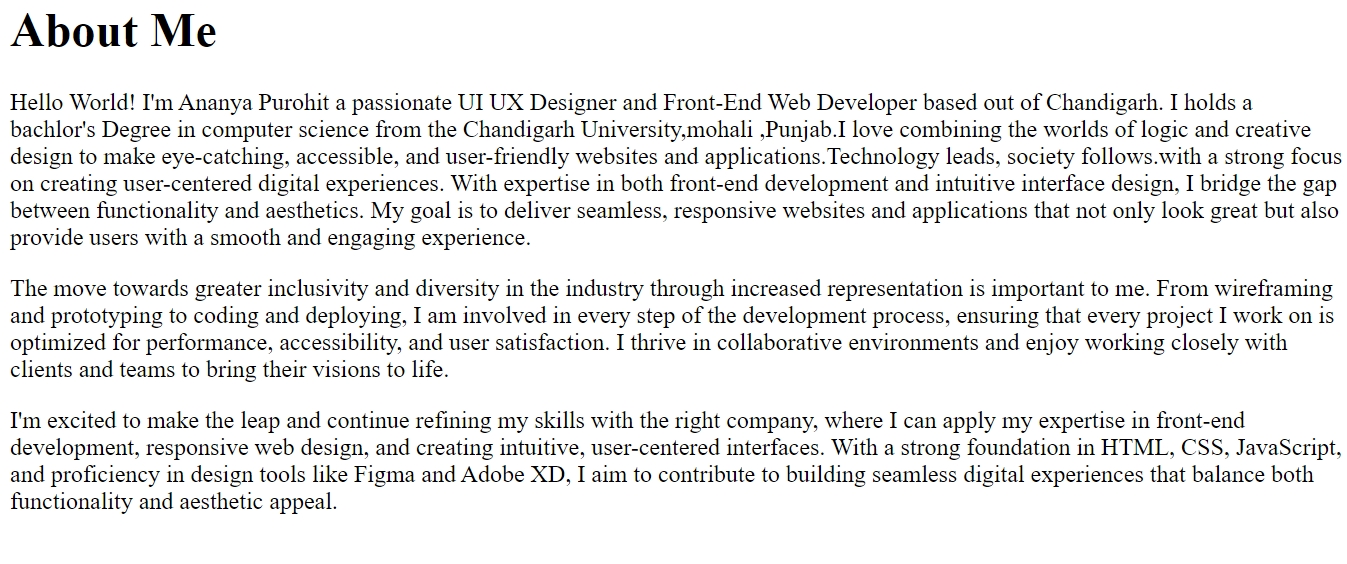 About Me
Hello World! I'm Ananya Purohit a passionate UI UX Designer and Front-End Web Developer based out of Chandigarh. I holds a
bachlor's Degree in computer science from the Chandigarh University,mohali ,Punjab.I love combining the worlds of logic and creative
design to make eye-catching, accessible, and user-friendly websites and applications.Technology leads, society follows.with a strong focus
on creating user-centered digital experiences. With expertise in both front-end development and intuitive interface design, I bridge the gap
between functionality and aesthetics. My goal is to deliver seamless, responsive websites and applications that not only look great but also
provide users with a smooth and engaging experience.
The move towards greater inclusivity and diversity in the industry through increased representation is important to me. From wireframing
and prototyping to coding and deploying, I am involved in every step of the development process, ensuring that every project I work on is
optimized for performance, accessibility, and user satisfaction. I thrive in collaborative environments and enjoy working closely with
clients and teams to bring their visions to life.
I'm excited to make the leap and continue refining my skills with the right company, where I can apply my expertise in front-end
development, responsive web design, and creating intuitive, user-centered interfaces. With a strong foundation in HTML, CSS, JavaScript,
and proficiency in design tools like Figma and Adobe XD, I aim to contribute to building seamless digital experiences that balance both
functionality and aesthetic appeal.